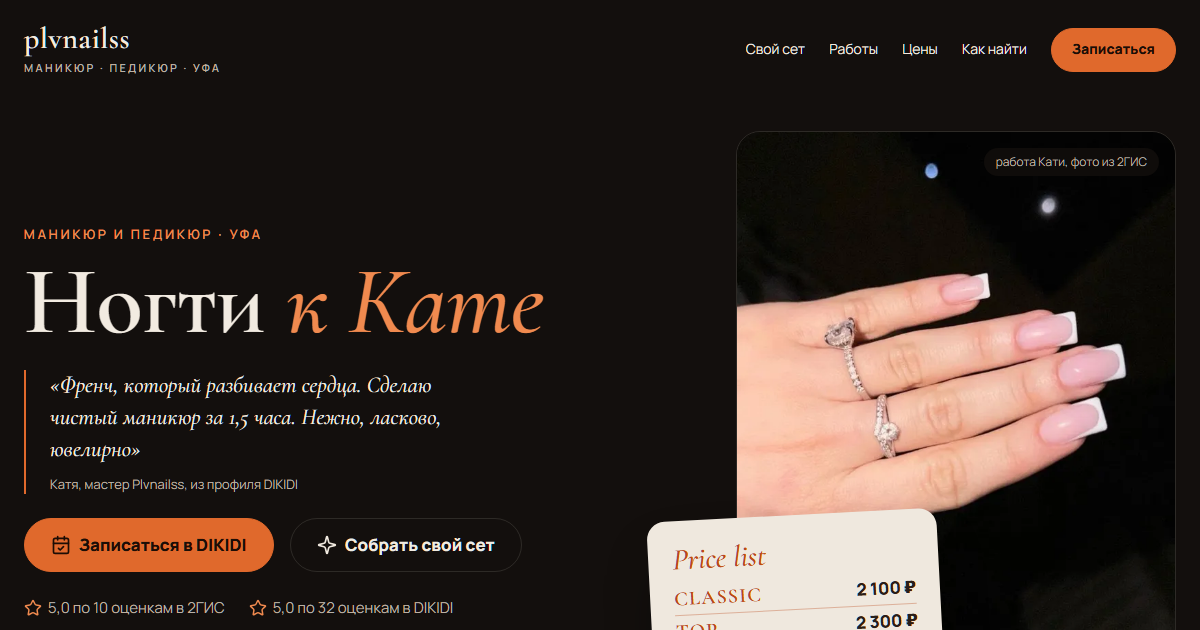 plvnailss
МАНИКЮР · ПЕДИКЮР · УФА
Свой сет
Работы
Цены
Как найти
Записаться
работа Кати, фото из 2ГИС
МАНИКЮР И ПЕДИКЮР · УФА
Ногти к Кате
«Френч, который разбивает сердца. Сделаю
чистый маникюр за 1,5 часа. Нежно, ласково,
ювелирно»
Катя, мастер Plvnailss, из профиля DIKIDI
Записаться в DIKIDI
Собрать свой сет
5,0 по 10 оценкам в 2ГИС
5,0 по 32 оценкам в DIKIDI
Price list
CLASSIC 2 100 ₽
TOP 2 300 ₽